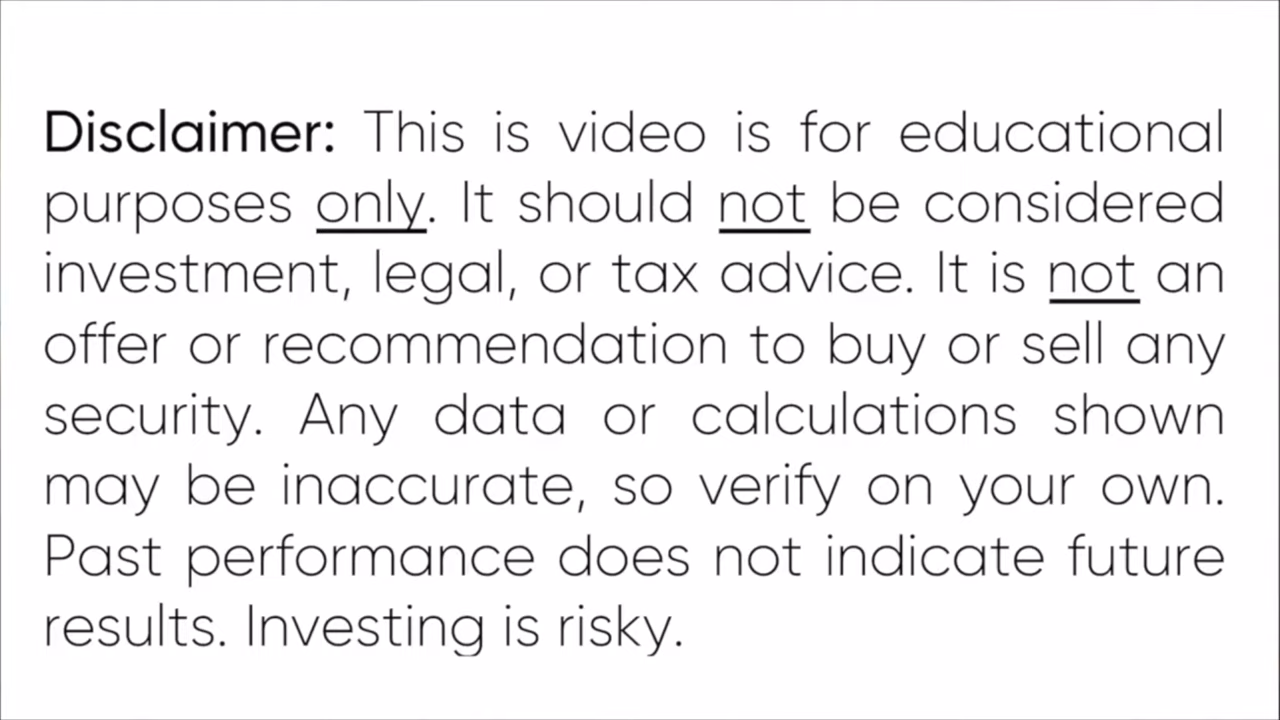 Disclaimer: This is video is for educational
purposes only. It should not be considered
investment, legal, or tax advice. It is not an
offer or recommendation to buy or sell any
security. Any data or calculations shown
may be inaccurate, so verify on your own.
Past performance does not indicate future
results. Investing is risky.